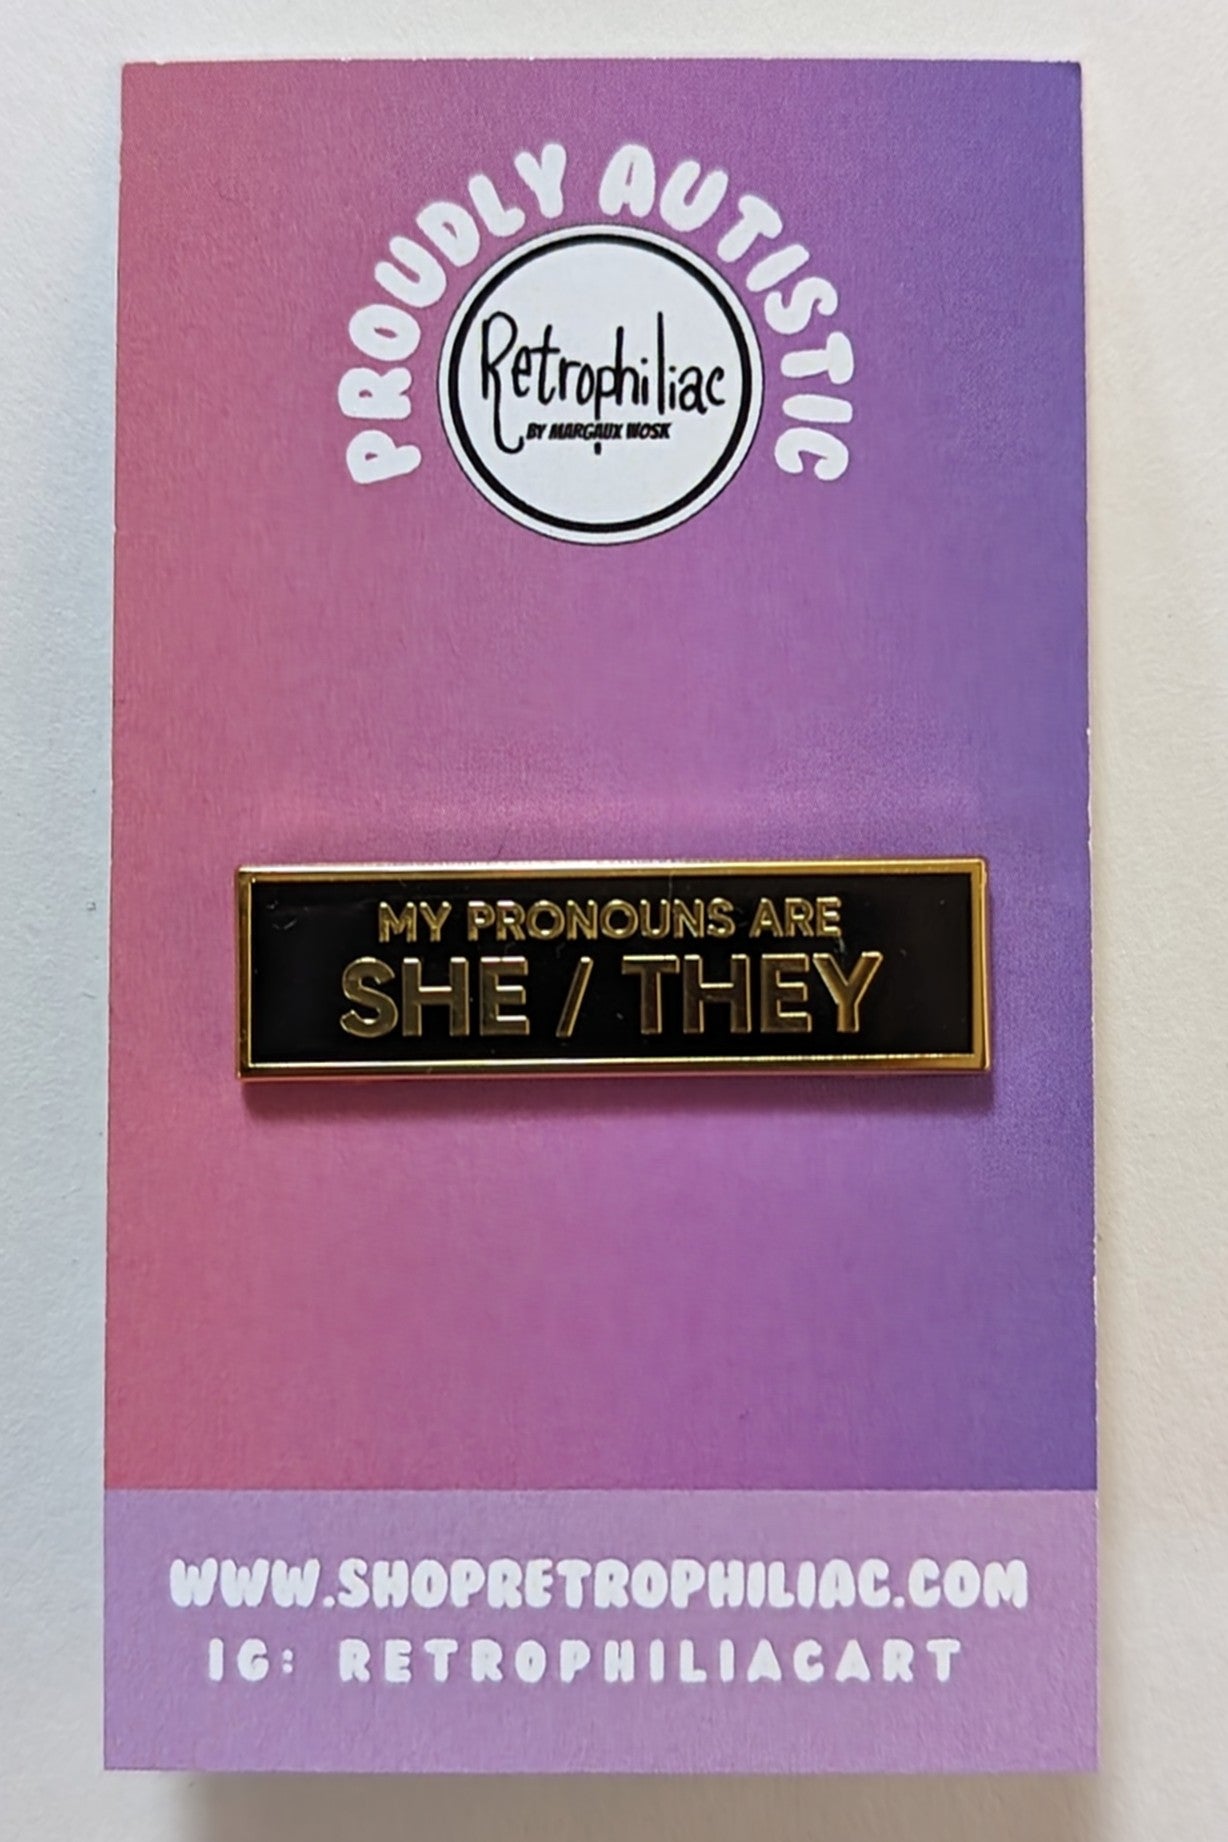 PROUDLY AUTISTIC
Retrophiliac
BY MARGAUX WOSK
MY PRONOUNS ARE
SHE / THEY
WWW.SHOPRETROPHILIAC.COM
IG: RETROPHILIACART